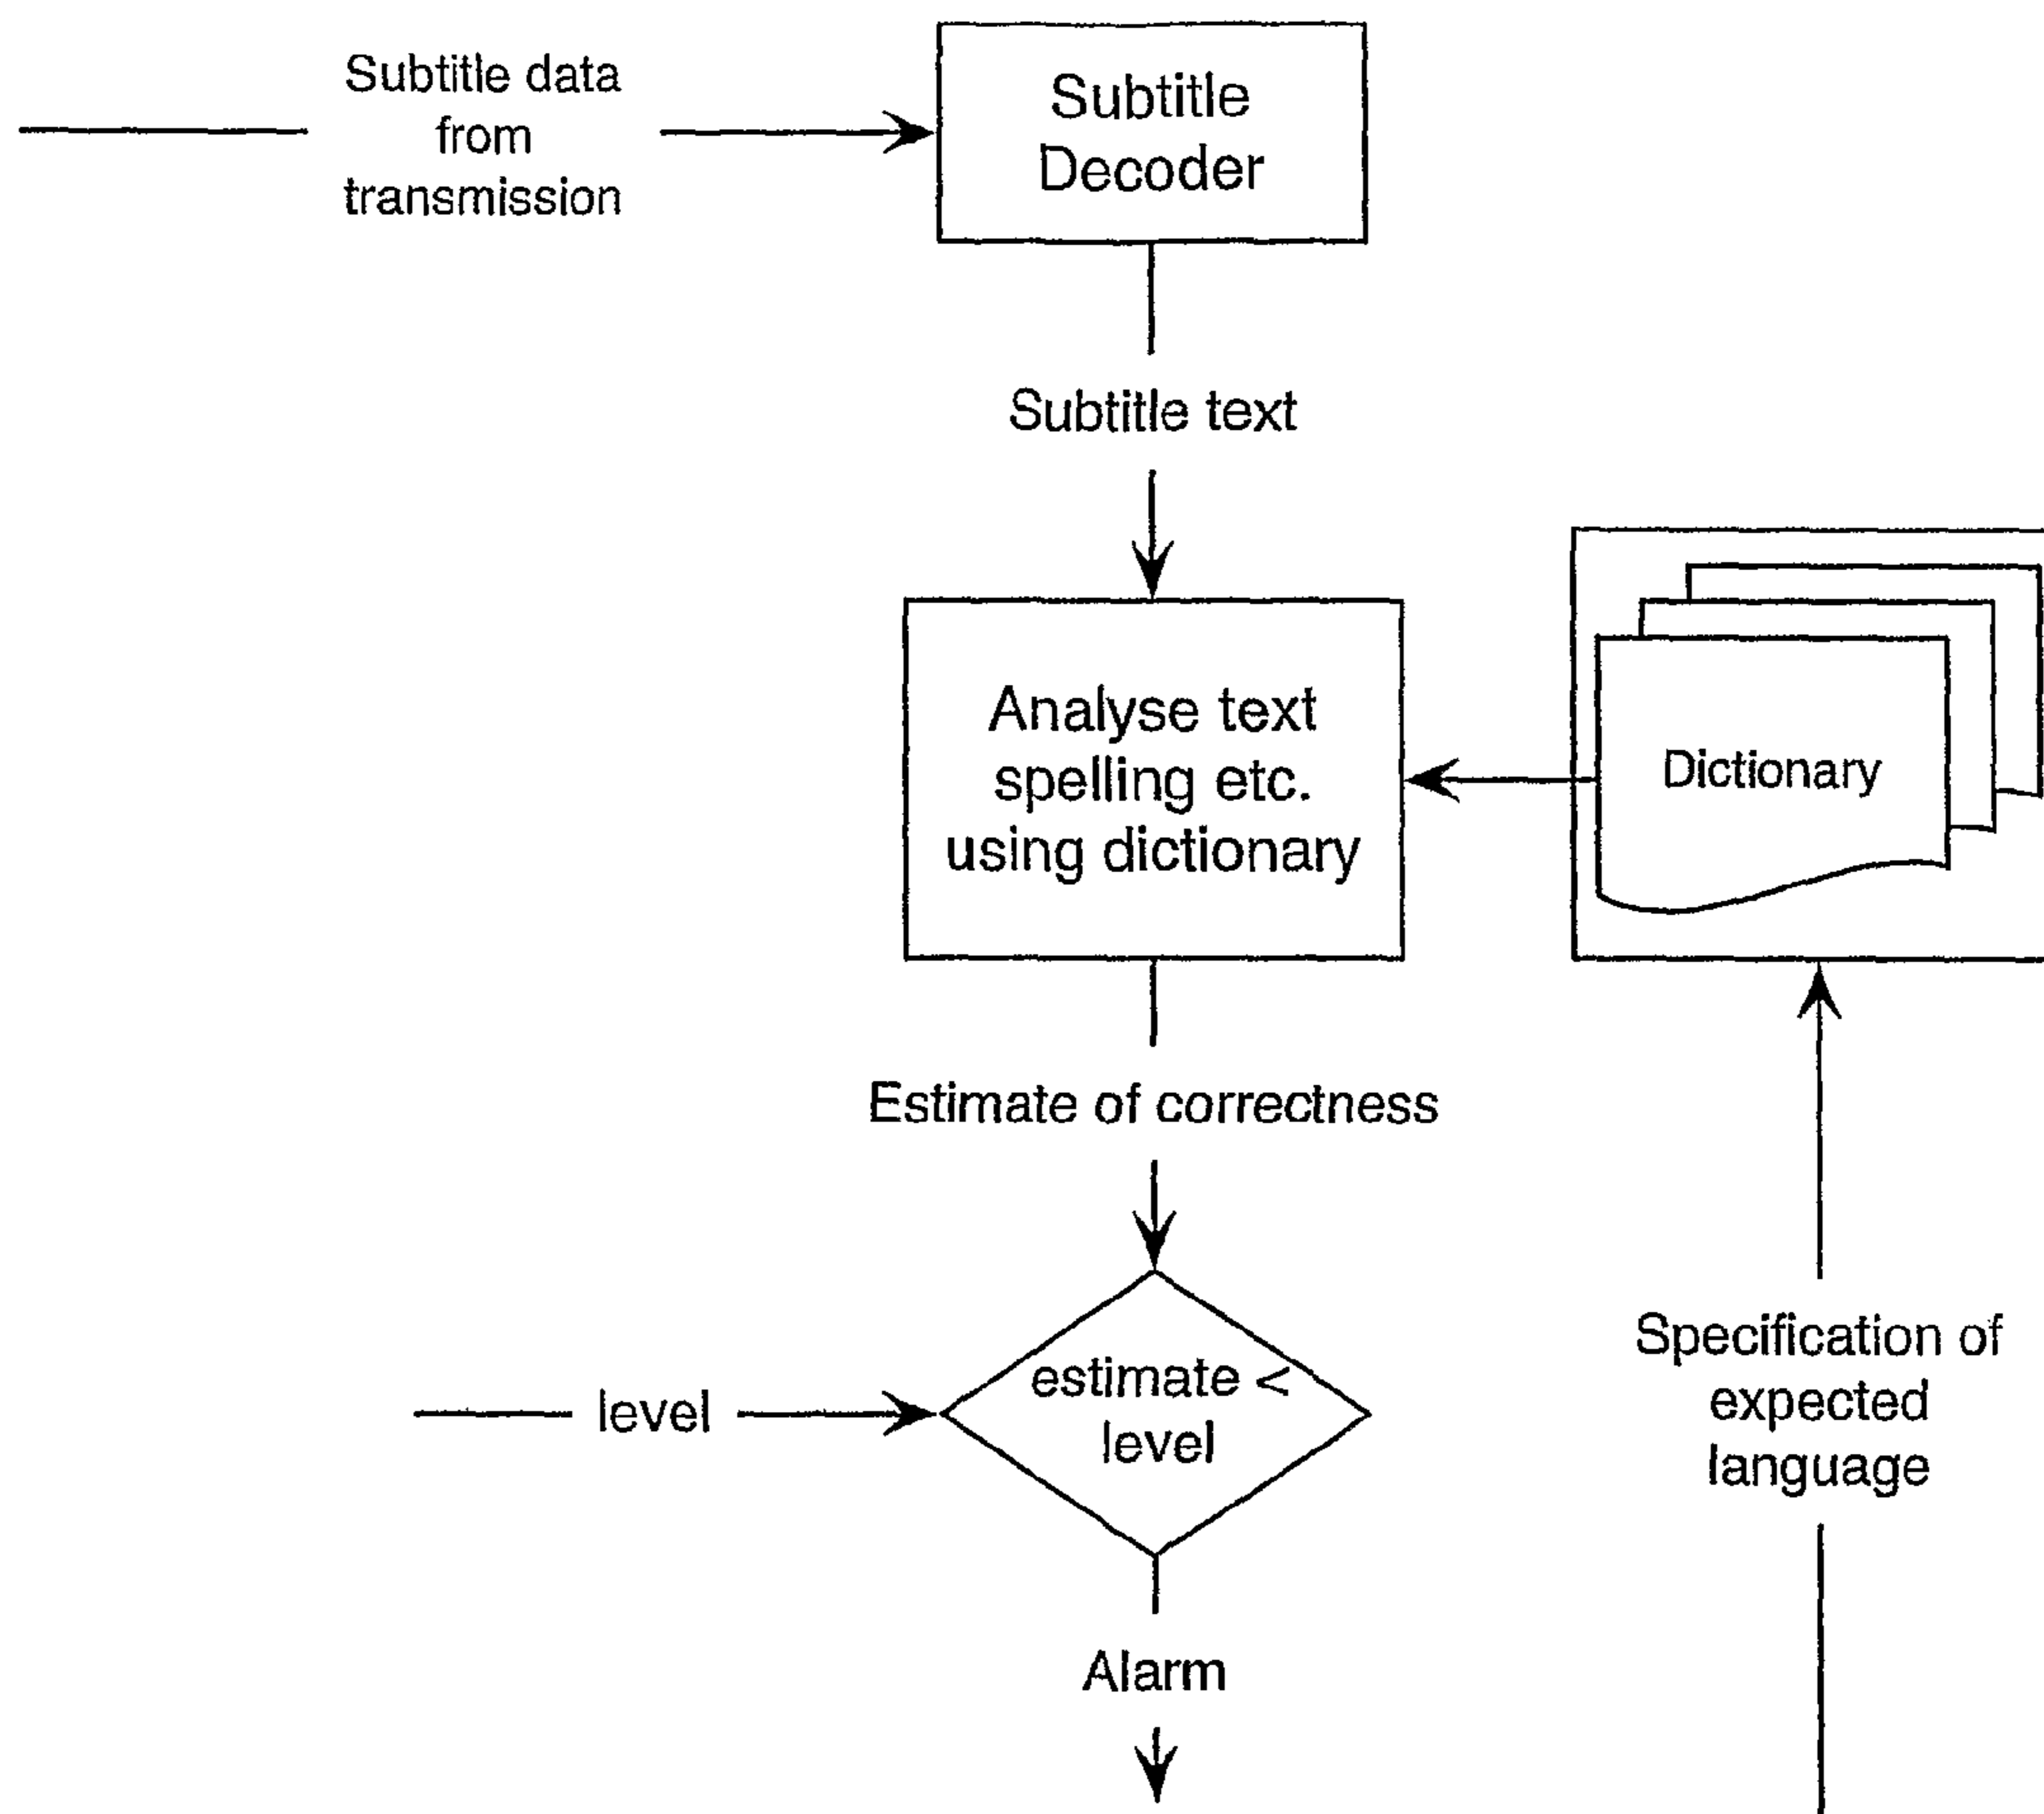 Subtitle data
from
transmission
Subtitle
Decoder
Subtitle text
Analyse text
spelling etc.
using dictionary
Dictionary
Estimate of correctness
estimate <
level
level
Specification of
expected
language
Alarm